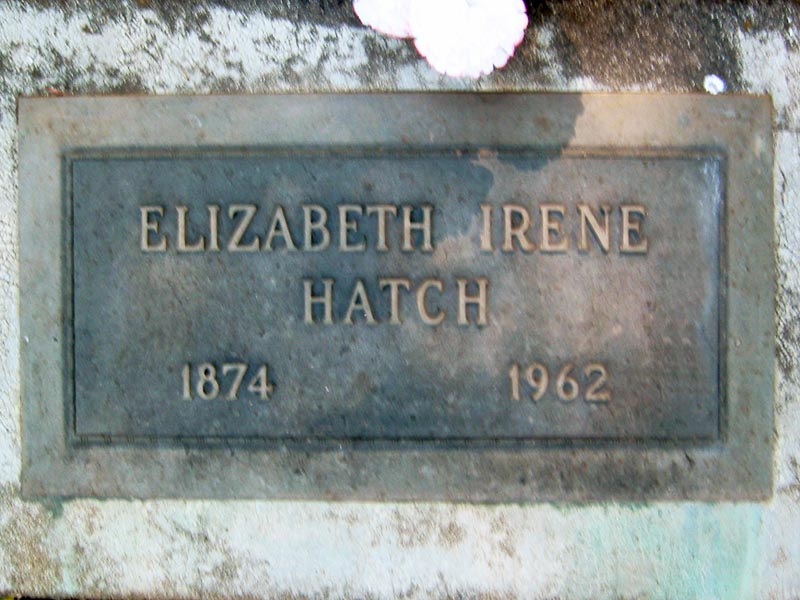 ELIZABETH IRENE
HATCH
1874 1962